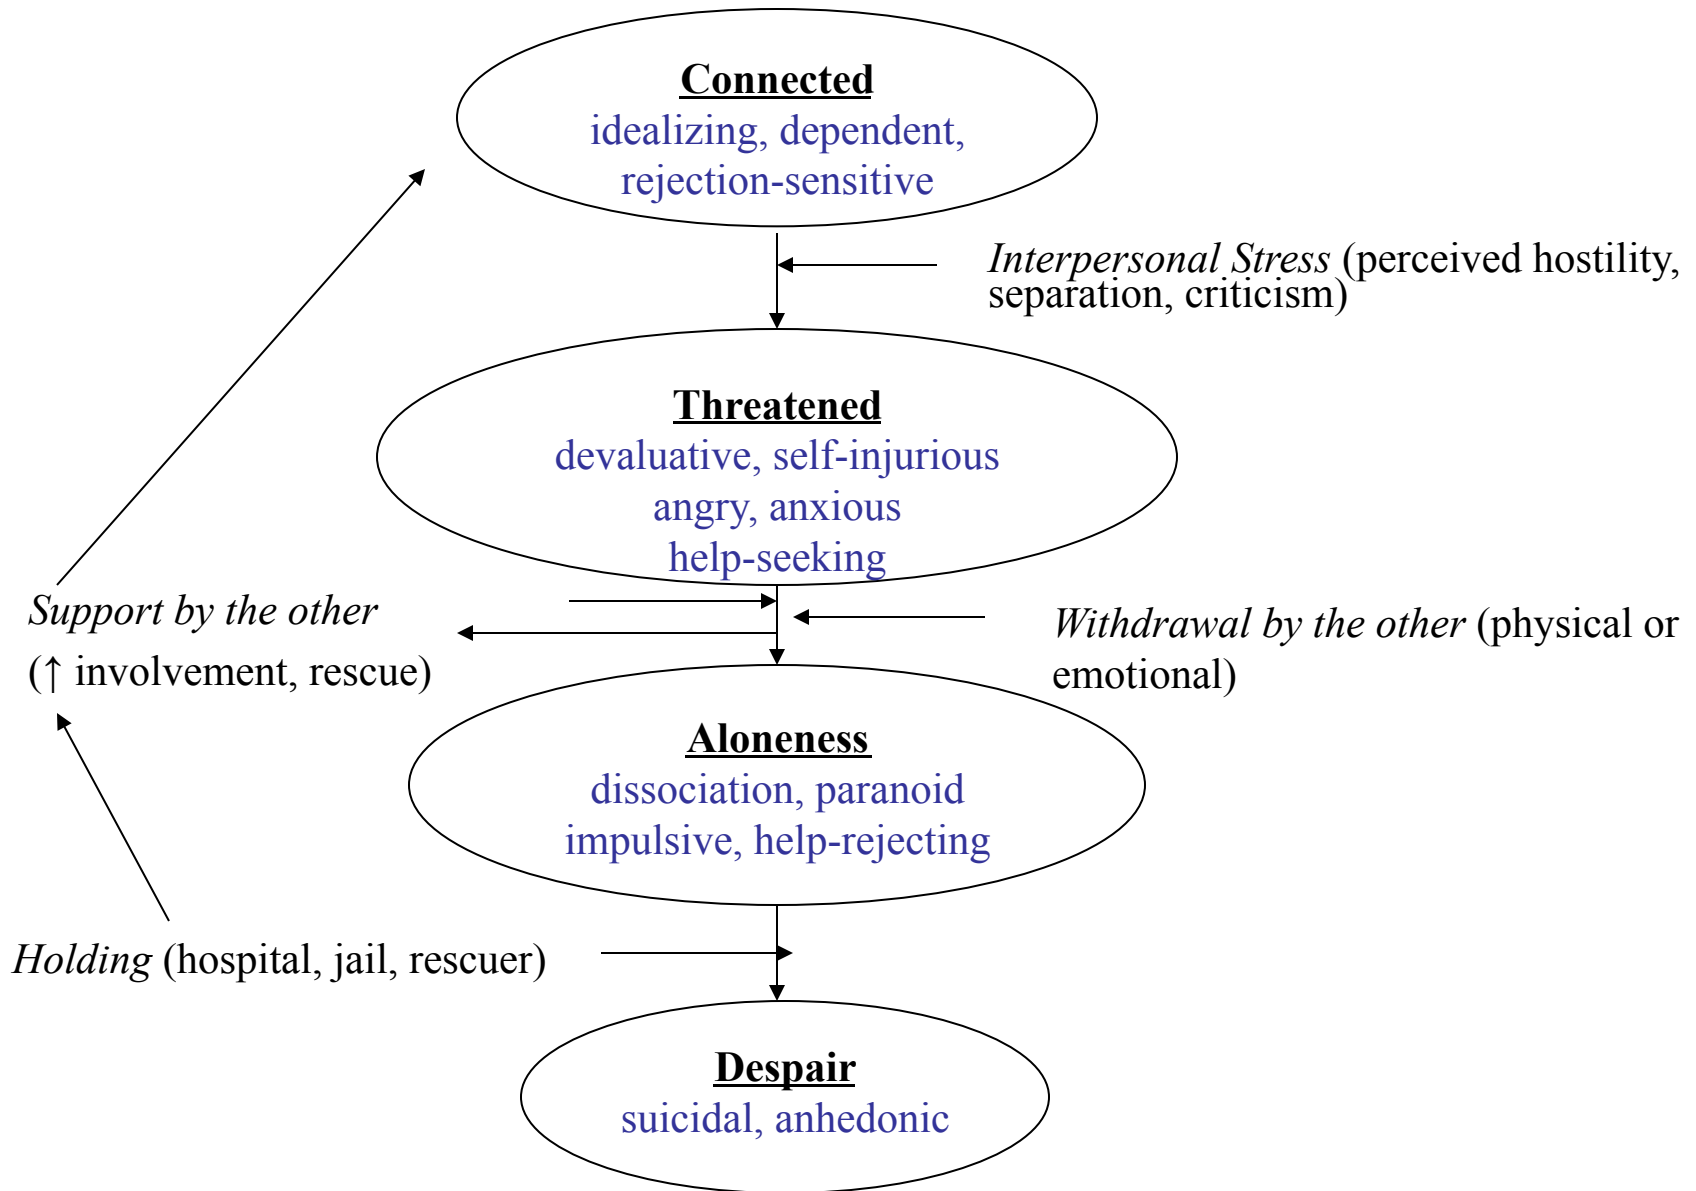 Connected
idealizing, dependent,
rejection-sensitive
Interpersonal Stress (perceived hostility,
separation, criticism)
Threatened
devaluative, self-injurious
angry, anxious
help-seeking
Support by the other
(↑ involvement, rescue)
Withdrawal by the other (physical or
emotional)
Aloneness
dissociation, paranoid
impulsive, help-rejecting
Holding (hospital, jail, rescuer)
Despair
suicidal, anhedonic